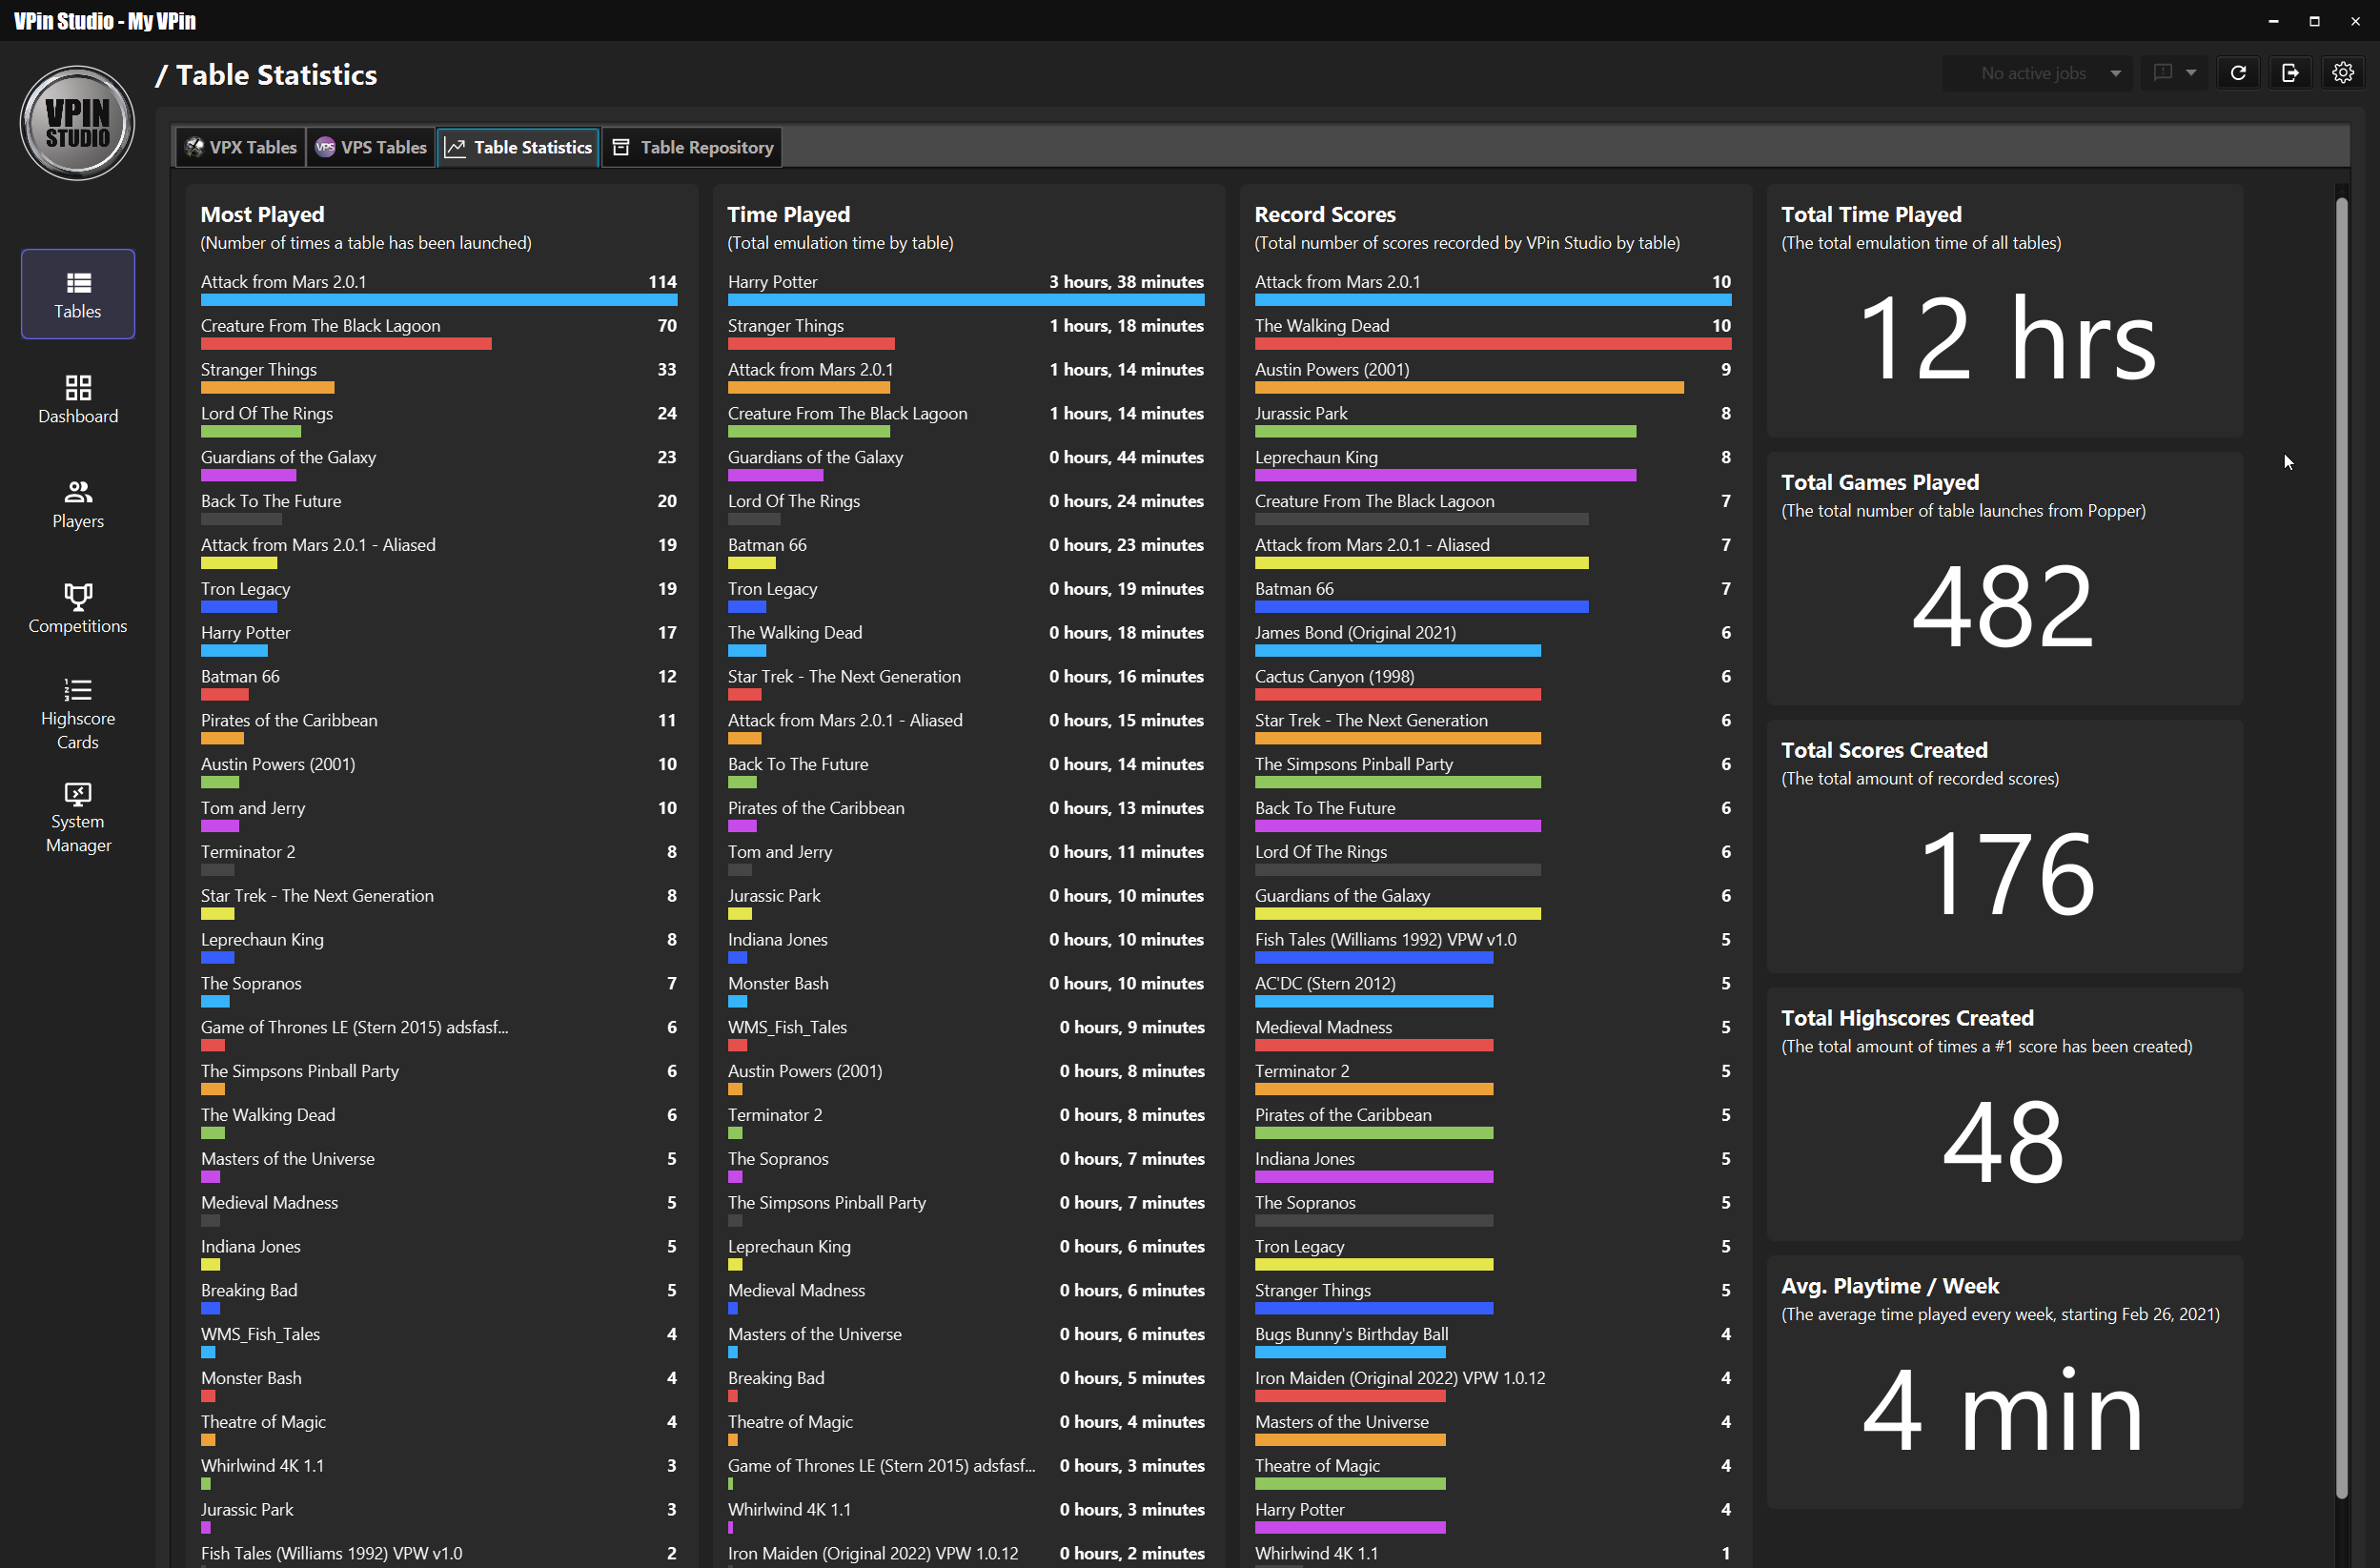 VPin Studio - My VPin
VPIN
STUDIO
/ Table Statistics
No active jobs
VPX Tables
VPS
VPS Tables
Table Statistics
Table Repository
Tables
Dashboard
Players
Competitions
Highscore
Cards
System
Manager
Most Played
(Number of times a table has been launched)
Attack from Mars 2.0.1 114
Creature From The Black Lagoon 70
Stranger Things 33
Lord Of The Rings 24
Guardians of the Galaxy 23
Back To The Future 20
Attack from Mars 2.0.1 - Aliased 19
Tron Legacy 19
Harry Potter 17
Batman 66 12
Pirates of the Caribbean 11
Austin Powers (2001) 10
Tom and Jerry 10
Terminator 2 8
Star Trek - The Next Generation 8
Leprechaun King 8
The Sopranos 7
Game of Thrones LE (Stern 2015) adsfasf... 6
The Simpsons Pinball Party 6
The Walking Dead 6
Masters of the Universe 5
Medieval Madness 5
Indiana Jones 5
Breaking Bad 5
WMS_Fish_Tales 4
Monster Bash 4
Theatre of Magic 4
Whirlwind 4K 1.1 3
Jurassic Park 3
Fish Tales (Williams 1992) VPW v1.0 2
Time Played
(Total emulation time by table)
Harry Potter 3 hours, 38 minutes
Stranger Things 1 hours, 18 minutes
Attack from Mars 2.0.1 1 hours, 14 minutes
Creature From The Black Lagoon 1 hours, 14 minutes
Guardians of the Galaxy 0 hours, 44 minutes
Lord Of The Rings 0 hours, 24 minutes
Batman 66 0 hours, 23 minutes
Tron Legacy 0 hours, 19 minutes
The Walking Dead 0 hours, 18 minutes
Star Trek - The Next Generation 0 hours, 16 minutes
Attack from Mars 2.0.1 - Aliased 0 hours, 15 minutes
Back To The Future 0 hours, 14 minutes
Pirates of the Caribbean 0 hours, 13 minutes
Tom and Jerry 0 hours, 11 minutes
Jurassic Park 0 hours, 10 minutes
Indiana Jones 0 hours, 10 minutes
Monster Bash 0 hours, 10 minutes
WMS_Fish_Tales 0 hours, 9 minutes
Austin Powers (2001) 0 hours, 8 minutes
Terminator 2 0 hours, 8 minutes
The Sopranos 0 hours, 7 minutes
The Simpsons Pinball Party 0 hours, 7 minutes
Leprechaun King 0 hours, 6 minutes
Medieval Madness 0 hours, 6 minutes
Masters of the Universe 0 hours, 6 minutes
Breaking Bad 0 hours, 5 minutes
Theatre of Magic 0 hours, 4 minutes
Game of Thrones LE (Stern 2015) adsfasf... 0 hours, 3 minutes
Whirlwind 4K 1.1 0 hours, 3 minutes
Iron Maiden (Original 2022) VPW 1.0.12 0 hours, 2 minutes
Record Scores
(Total number of scores recorded by VPin Studio by table)
Attack from Mars 2.0.1 10
The Walking Dead 10
Austin Powers (2001) 9
Jurassic Park 8
Leprechaun King 8
Creature From The Black Lagoon 7
Attack from Mars 2.0.1 - Aliased 7
Batman 66 7
James Bond (Original 2021) 6
Cactus Canyon (1998) 6
Star Trek - The Next Generation 6
The Simpsons Pinball Party 6
Back To The Future 6
Lord Of The Rings 6
Guardians of the Galaxy 6
Fish Tales (Williams 1992) VPW v1.0 5
AC'DC (Stern 2012) 5
Medieval Madness 5
Terminator 2 5
Pirates of the Caribbean 5
Indiana Jones 5
The Sopranos 5
Tron Legacy 5
Stranger Things 5
Bugs Bunny's Birthday Ball 4
Iron Maiden (Original 2022) VPW 1.0.12 4
Masters of the Universe 4
Theatre of Magic 4
Harry Potter 4
Whirlwind 4K 1.1 1
Total Time Played
(The total emulation time of all tables)
12 hrs
Total Games Played
(The total number of table launches from Popper)
482
Total Scores Created
(The total amount of recorded scores)
176
Total Highscores Created
(The total amount of times a #1 score has been created)
48
Avg. Playtime / Week
(The average time played every week, starting Feb 26, 2021)
4 min